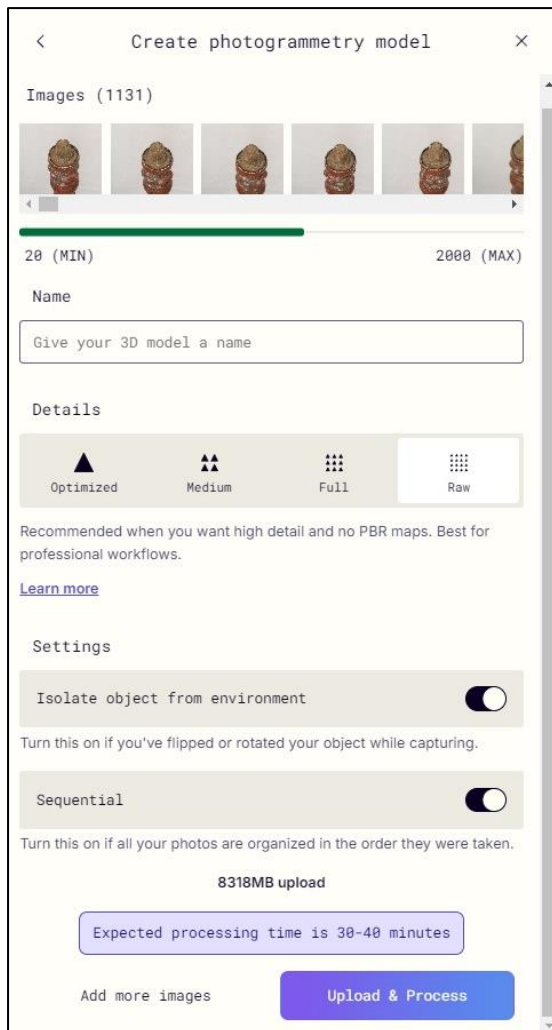 Create photogrammetry model
Images (1131)
20 (MIN) 2000 (MAX)
Name
Give your 3D model a name
Details
Optimized Medium Full Raw
Recommended when you want high detail and no PBR maps. Best for
professional workflows.
Learn more
Settings
Isolate object from environment
Turn this on if you've flipped or rotated your object while capturing.
Sequential
Turn this on if all your photos are organized in the order they were taken.
8318MB upload
Expected processing time is 30-40 minutes
Add more images Upload & Process